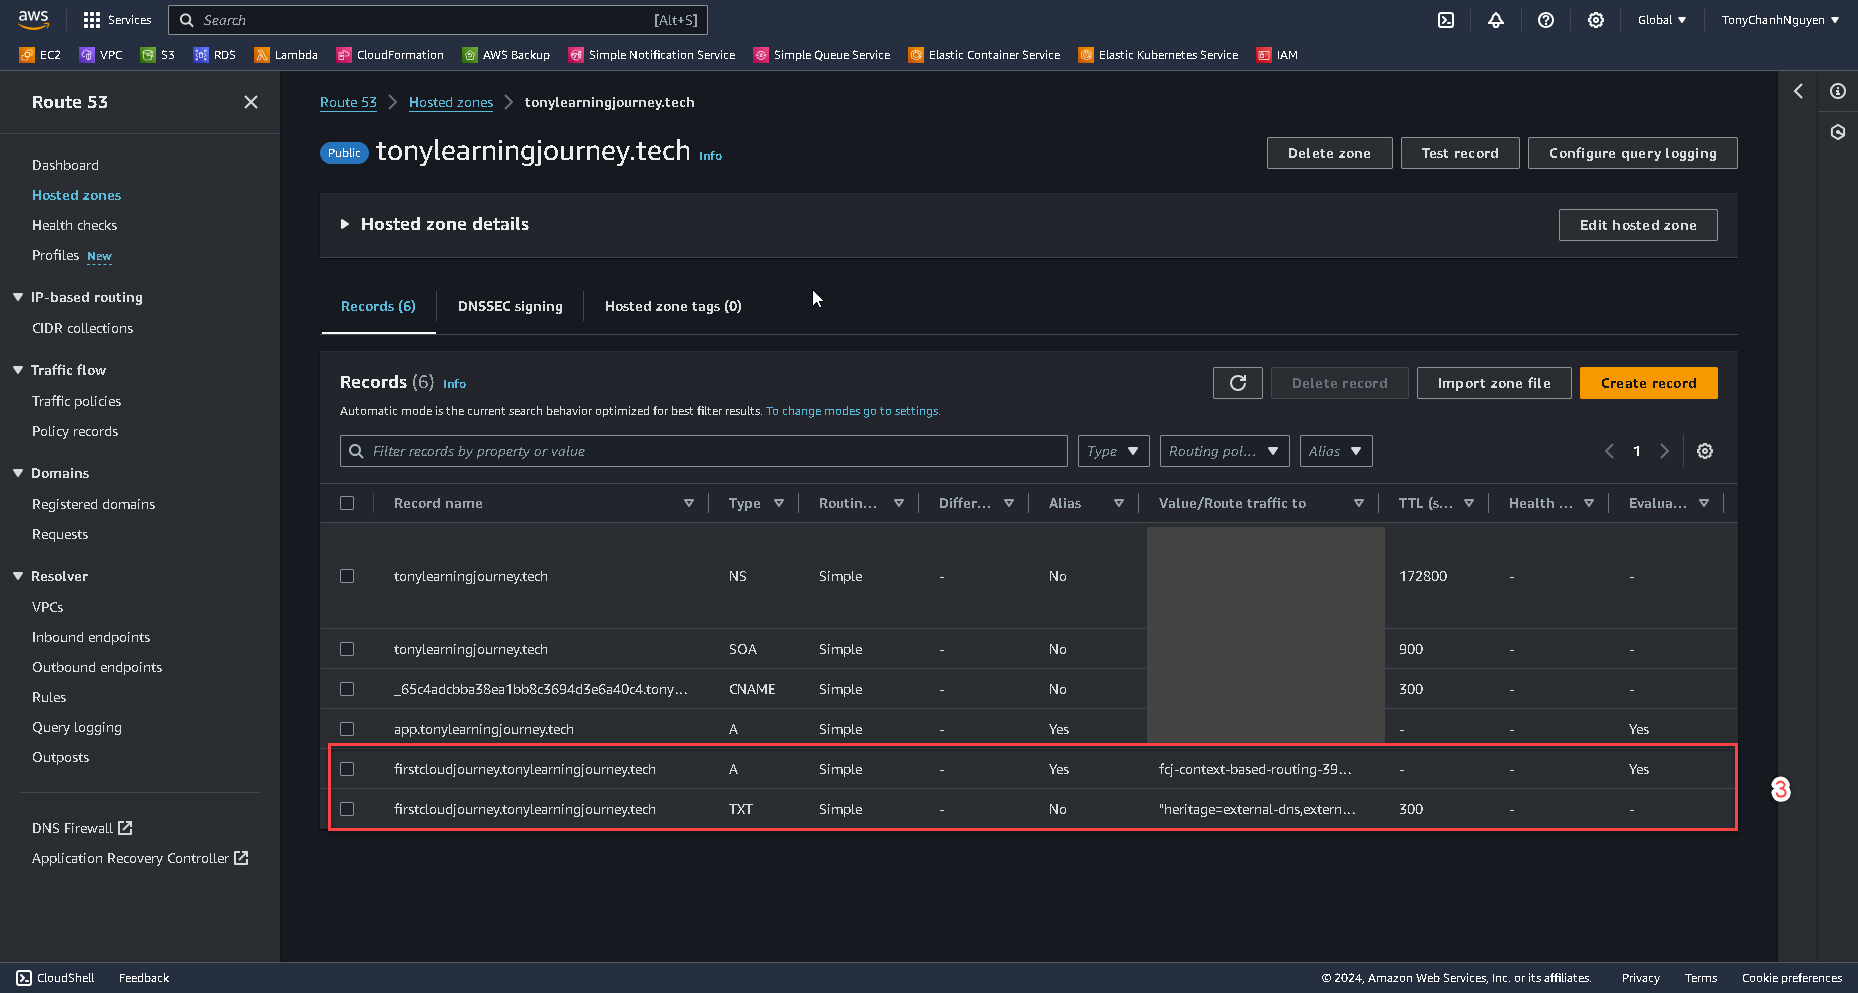 aws
Services
Search
[Alt+S]
Global
TonyChanhNguyen
EC2
VPC
S3
RDS
Lambda
CloudFormation
AWS Backup
Simple Notification Service
Simple Queue Service
Elastic Container Service
Elastic Kubernetes Service
IAM
Route 53
Dashboard
Hosted zones
Health checks
Profiles New
IP-based routing
CIDR collections
Traffic flow
Traffic policies
Policy records
Domains
Registered domains
Requests
Resolver
VPCs
Inbound endpoints
Outbound endpoints
Rules
Query logging
Outposts
DNS Firewall
Application Recovery Controller
Route 53 > Hosted zones > tonylearningjourney.tech
Public tonylearningjourney.tech Info
Delete zone
Test record
Configure query logging
Hosted zone details
Edit hosted zone
Records (6)
DNSSEC signing
Hosted zone tags (0)
Records (6) Info
Delete record
Import zone file
Create record
Automatic mode is the current search behavior optimized for best filter results. To change modes go to settings.
Filter records by property or value
Type
Routing pol...
Alias
1
Record name Type Routin... Differ... Alias Value/Route traffic to TTL (s... Health ... Evalua...
tonylearningjourney.tech NS Simple - No 172800 - -
tonylearningjourney.tech SOA Simple - No 900 - -
_65c4adcbba38ea1bb8c3694d3e6a40c4.tony... CNAME Simple - No 300 - -
app.tonylearningjourney.tech A Simple - Yes - - Yes
firstcloudjourney.tonylearningjourney.tech A Simple - Yes fcj-context-based-routing-39... - - Yes
firstcloudjourney.tonylearningjourney.tech TXT Simple - No "heritage=external-dns,extern... 300 - -
3
CloudShell
Feedback
© 2024, Amazon Web Services, Inc. or its affiliates.
Privacy
Terms
Cookie preferences